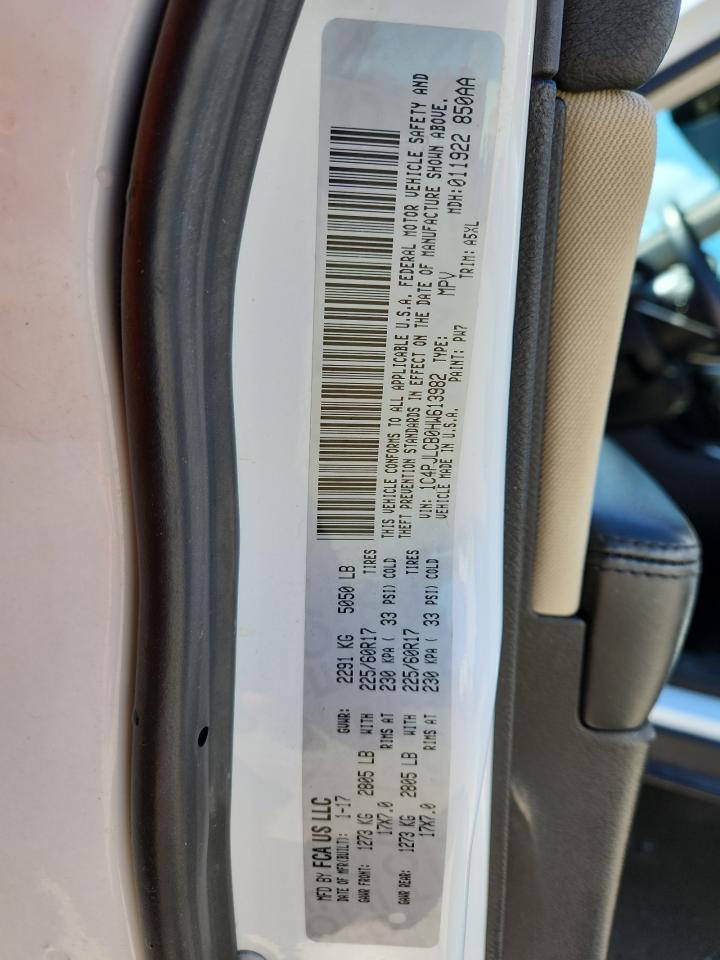 MFD BY FCA US LLC
DATE OF MFR(BUILT): 1-17 GVWR: 2291 KG 5050 LB
GAWR FRONT: 1273 KG 2805 LB WITH 225/60R17 TIRES
17X7.0 RIMS AT 230 KPA ( 33 PSI) COLD
GAWR REAR: 1273 KG 2805 LB WITH 225/60R17 TIRES
17X7.0 RIMS AT 230 KPA ( 33 PSI) COLD
THIS VEHICLE CONFORMS TO ALL APPLICABLE U.S.A. FEDERAL MOTOR VEHICLE SAFETY AND
THEFT PREVENTION STANDARDS IN EFFECT ON THE DATE OF MANUFACTURE SHOWN ABOVE.
VIN: 1C4PJLCB0HW613982 TYPE: MPV MDH:011922 850AA
VEHICLE MADE IN U.S.A. PAINT: PW7 TRIM: A5XL